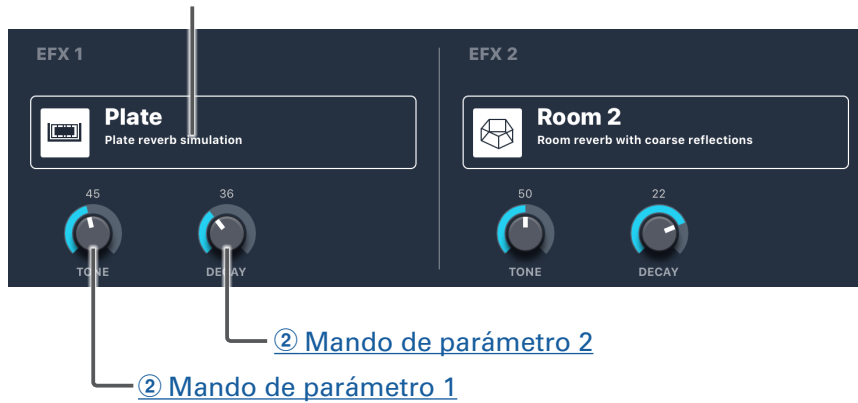 EFX 1
EFX 2
Plate
Plate reverb simulation
Room 2
Room reverb with coarse reflections
45
36
50
22
TONE
DECAY
TONE
DECAY
② Mando de parámetro 2
② Mando de parámetro 1